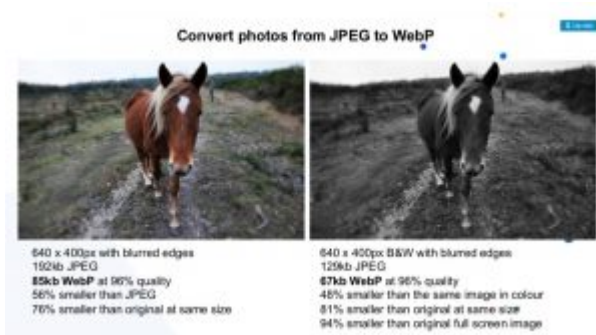 Convert photos from JPEG to WebP
640 x 400px with blurred edges
192kb JPEG
85kb WebP at 96% quality
56% smaller than JPEG
76% smaller than original at same size
640 x 400px B&W with blurred edges
129kb JPEG
67kb WebP at 96% quality
48% smaller than the same image in colour
81% smaller than original at same size
94% smaller than original full screen image